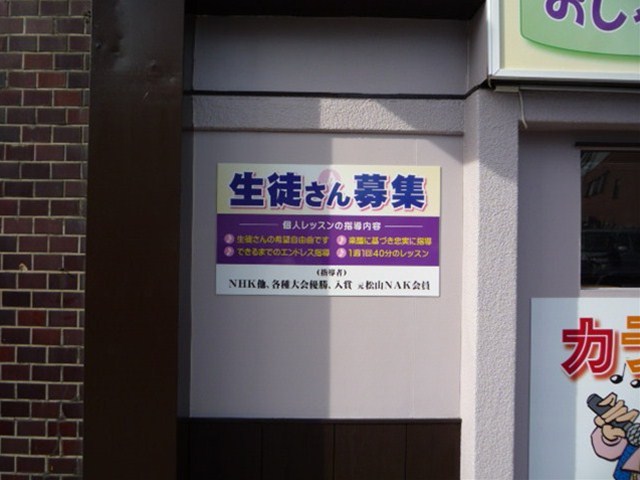 おし
生徒さん募集
個人レッスンの指導内容
生徒さんの希望自由曲です
楽譜に基づき忠実に指導
できるまでのエンドレス指導
1曲1回40分のレッスン
(指導者)
NHK他、各種大会優勝、入賞 元松山NAK会員
カラ